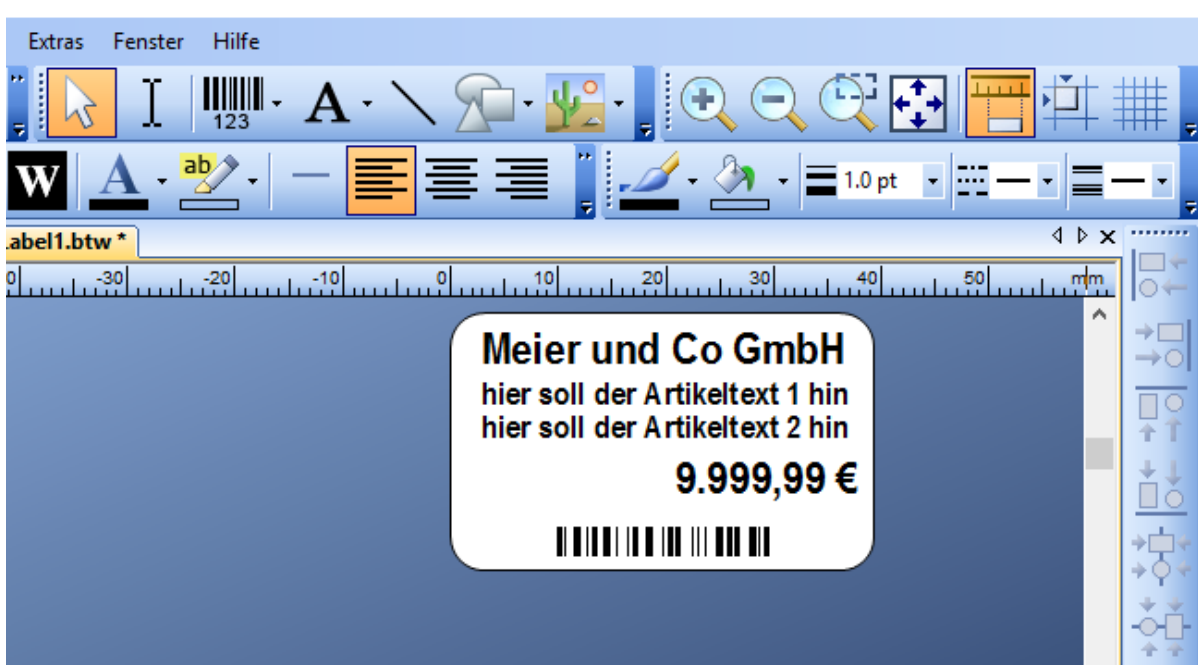 Extras Fenster Hilfe
123 A
W A ab 1.0 pt
Label1.btw *
0 -30 -20 -10 0 10 20 30 40 50 mm
Meier und Co GmbH
hier soll der Artikeltext 1 hin
hier soll der Artikeltext 2 hin
9.999,99 €